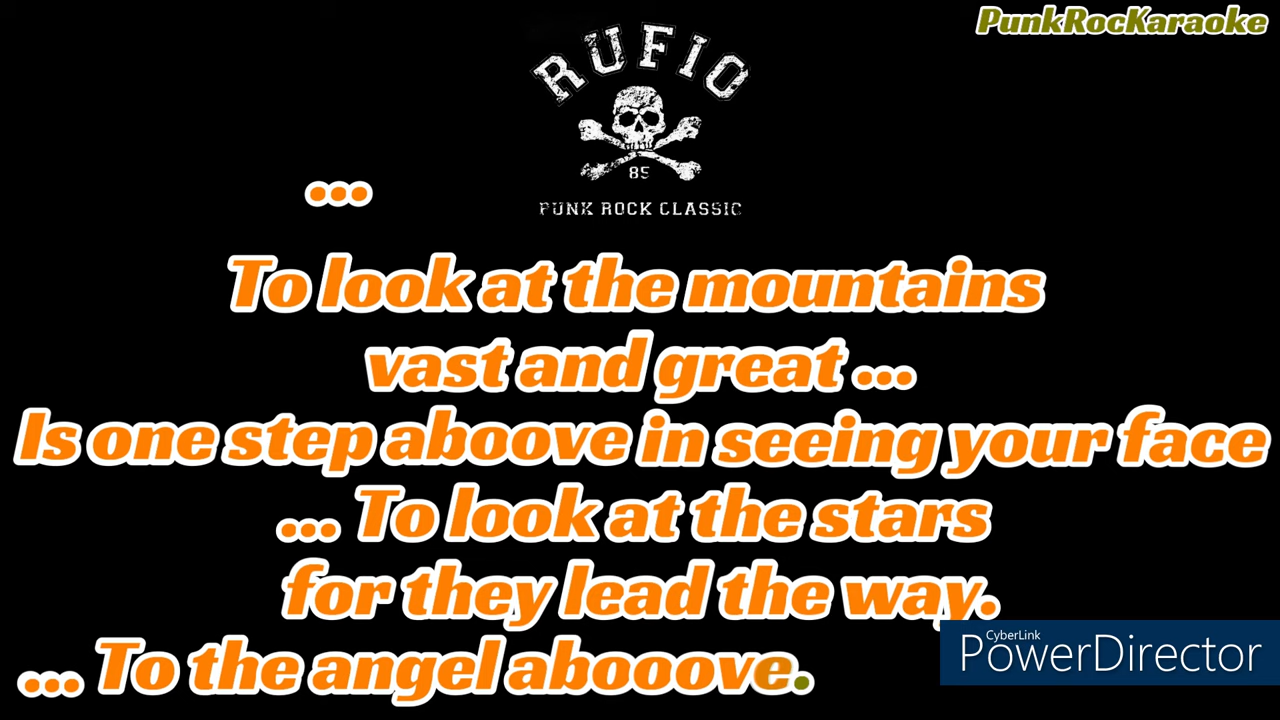 PunkRocKaraoke
RUFIO
85
PUNK ROCK CLASSIC
...
To look at the mountains
vast and great ...
Is one step aboove in seeing your face
... To look at the stars
for they lead the way.
... To the angel abooove.
CyberLink
PowerDirector